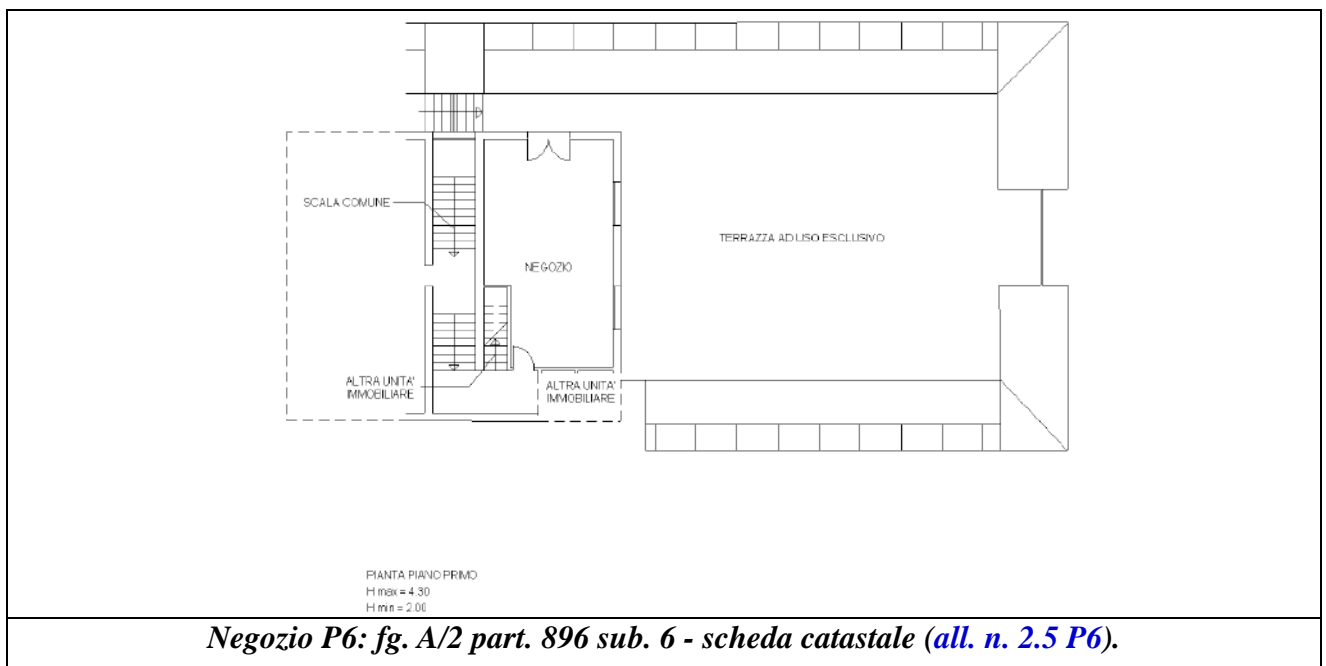 SCALA COMUNE
TERRAZZA AD USO ESCLUSIVO
NEGOZIO
ALTRA UNITA'
IMMOBILIARE
ALTRA UNITA'
IMMOBILIARE
PIANTA PIANO PRIMO
H max = 4.30
H min = 2.00
Negozio P6: fg. A/2 part. 896 sub. 6 - scheda catastale (all. n. 2.5 P6).